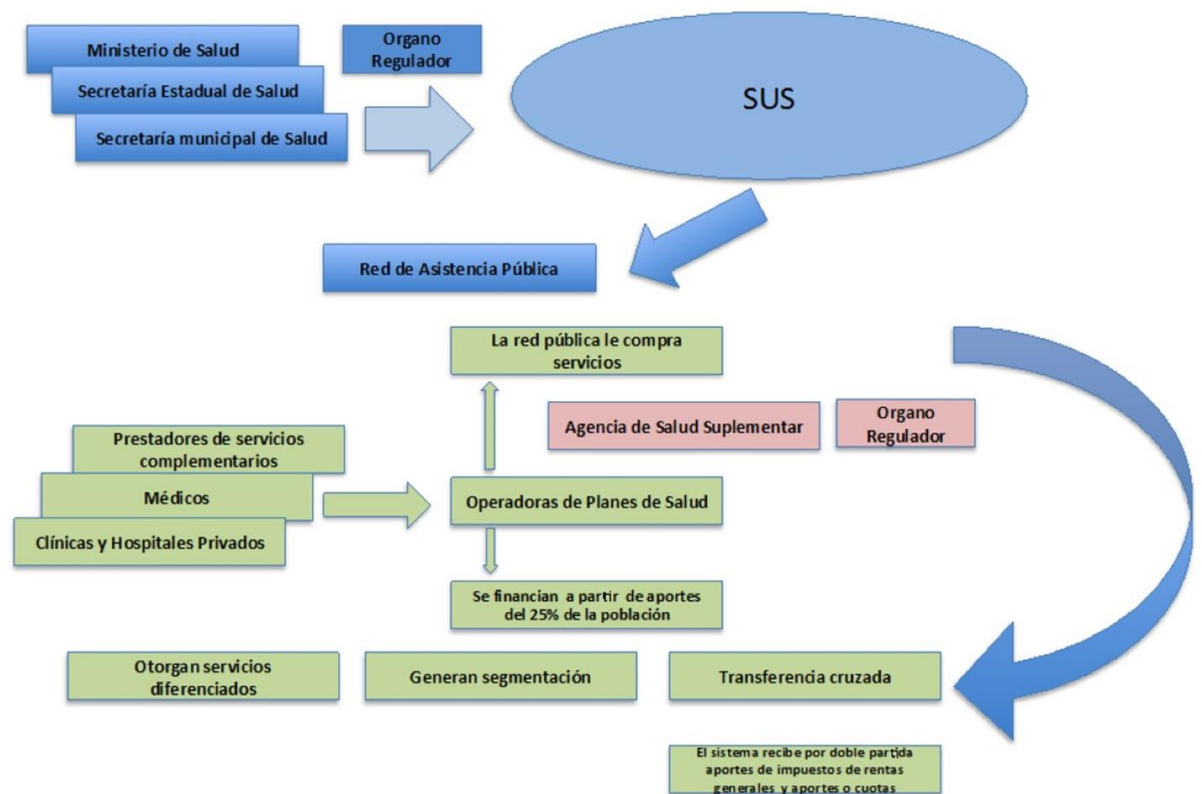 Ministerio de Salud
Secretaría Estadual de Salud
Secretaría municipal de Salud
Organo
Regulador
SUS
Red de Asistencia Pública
La red pública le compra
servicios
Agencia de Salud Suplementar
Organo
Regulador
Prestadores de servicios
complementarios
Médicos
Clínicas y Hospitales Privados
Operadoras de Planes de Salud
Se financian a partir de aportes
del 25% de la población
Otorgan servicios
diferenciados
Generan segmentación
Transferencia cruzada
El sistema recibe por doble partida
aportes de impuestos de rentas
generales y aportes o cuotas